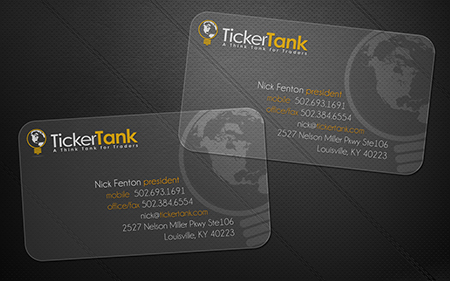 TickerTank
A Think Tank for Traders
Nick Fenton president
mobile 502.693.1691
office/fax 502.384.6554
nick@tickertank.com
2527 Nelson Miller Pkwy Ste106
Louisville, KY 40223
TickerTank
A Think Tank for Traders
Nick Fenton president
mobile 502.693.1691
office/fax 502.384.6554
nick@tickertank.com
2527 Nelson Miller Pkwy Ste106
Louisville, KY 40223